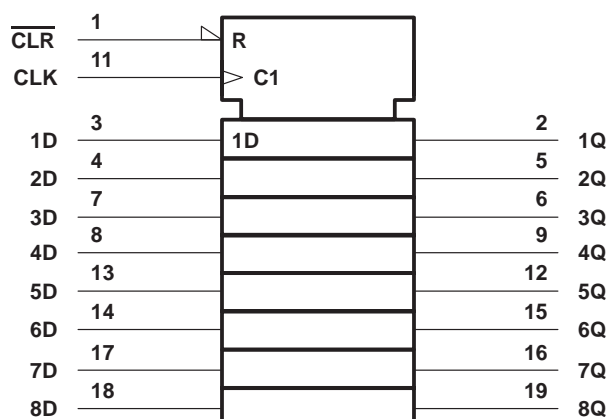 CLR 1 R
CLK 11 C1
1D 3 1D 2 1Q
2D 4 5 2Q
3D 7 6 3Q
4D 8 9 4Q
5D 13 12 5Q
6D 14 15 6Q
7D 17 16 7Q
8D 18 19 8Q